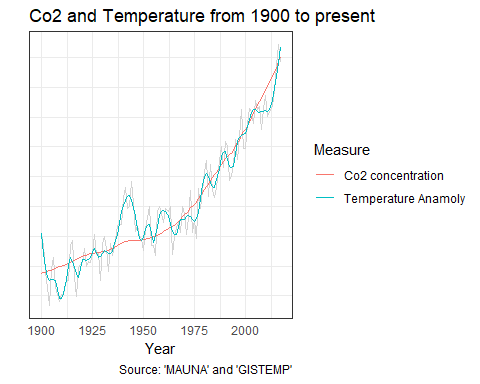 Co2 and Temperature from 1900 to present
Measure
Co2 concentration
Temperature Anamoly
1900 1925 1950 1975 2000
Year
Source: 'MAUNA' and 'GISTEMP'